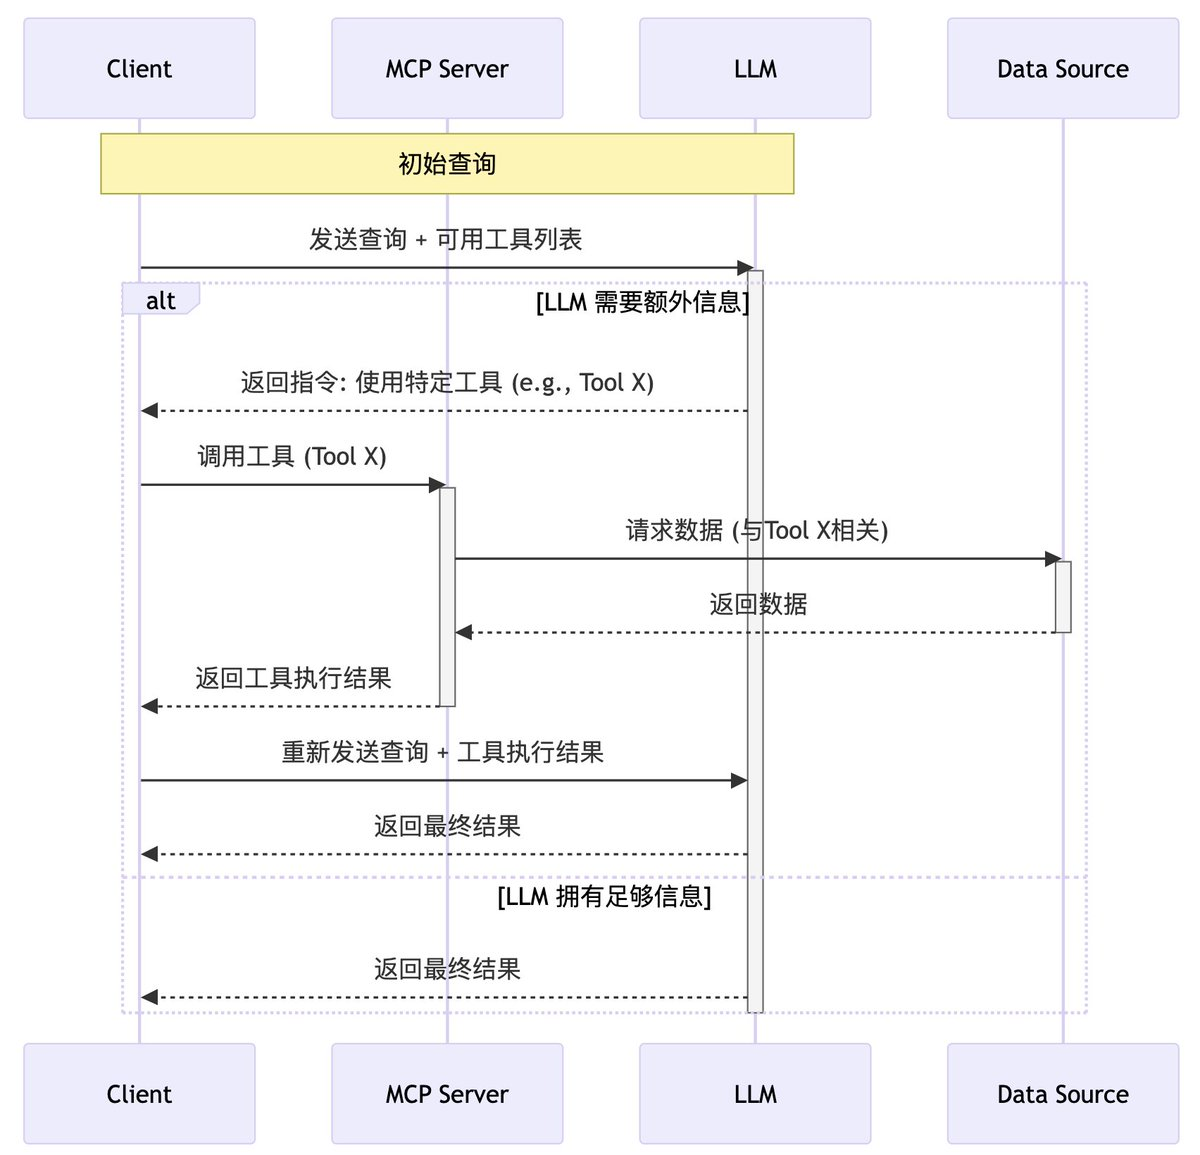 Client
MCP Server
LLM
Data Source
初始查询
发送查询 + 可用工具列表
alt
[LLM 需要额外信息]
返回指令: 使用特定工具 (e.g., Tool X)
调用工具 (Tool X)
请求数据 (与Tool X相关)
返回数据
返回工具执行结果
重新发送查询 + 工具执行结果
返回最终结果
[LLM 拥有足够信息]
返回最终结果
Client
MCP Server
LLM
Data Source